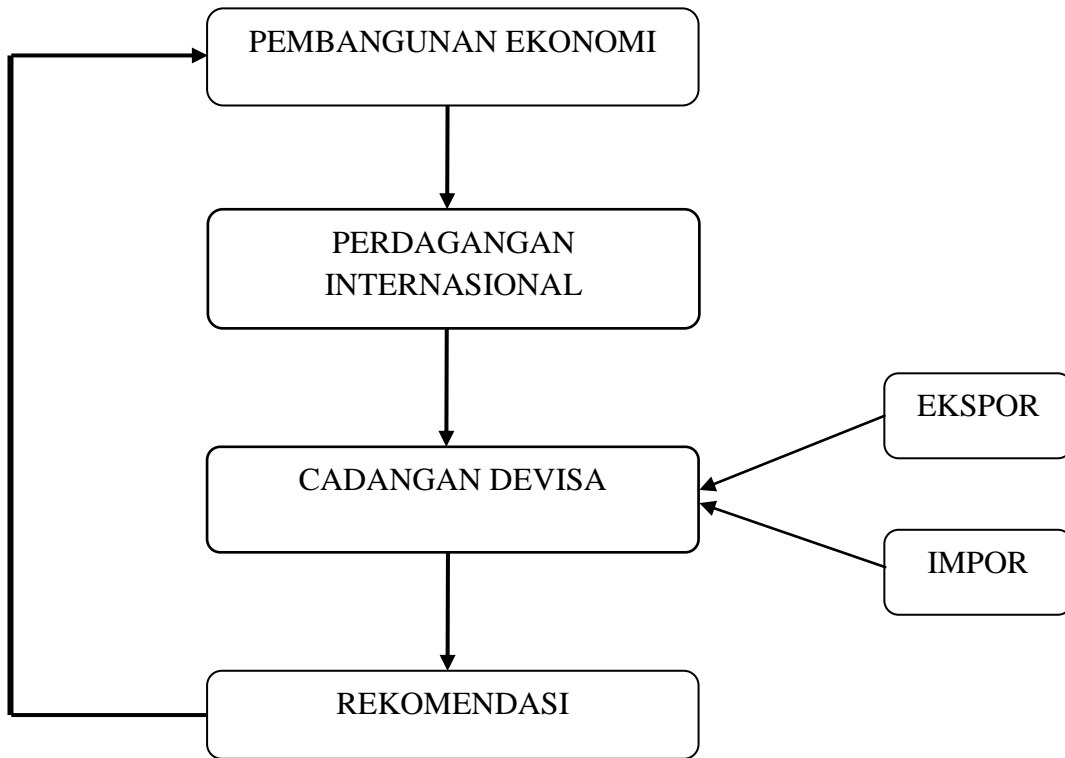 PEMBANGUNAN EKONOMI
PERDAGANGAN
INTERNASIONAL
EKSPOR
CADANGAN DEVISA
IMPOR
REKOMENDASI